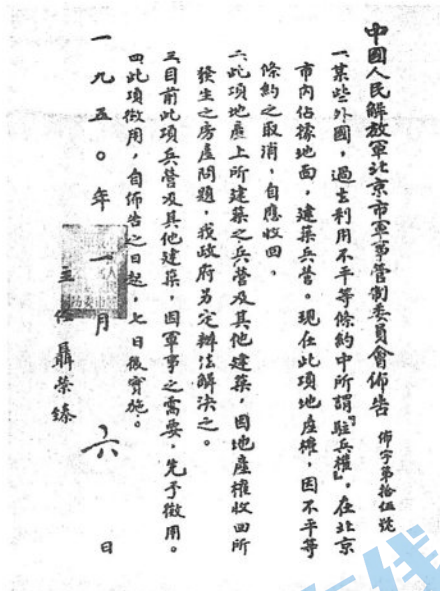 中國人民解放軍北京市軍事管制委員會佈告 佈字第拾伍號
一、某些外國，過去利用不平等條約中所謂『駐兵權』。在北京
市內佔據地面，建築兵營。現在此項地產權，因不平等
條約之取消，自應收回。
二、此項地產上所建築之兵營及其他建築，因地產權收回所
發生之房產問題，我政府另定辦法解決之。
三、目前此項兵營及其他建築，因軍事之需要，先予徵用。
四、此項徵用，自佈告之日起，七日後實施。
主任 聶榮臻
一九五〇年一月六日
在线